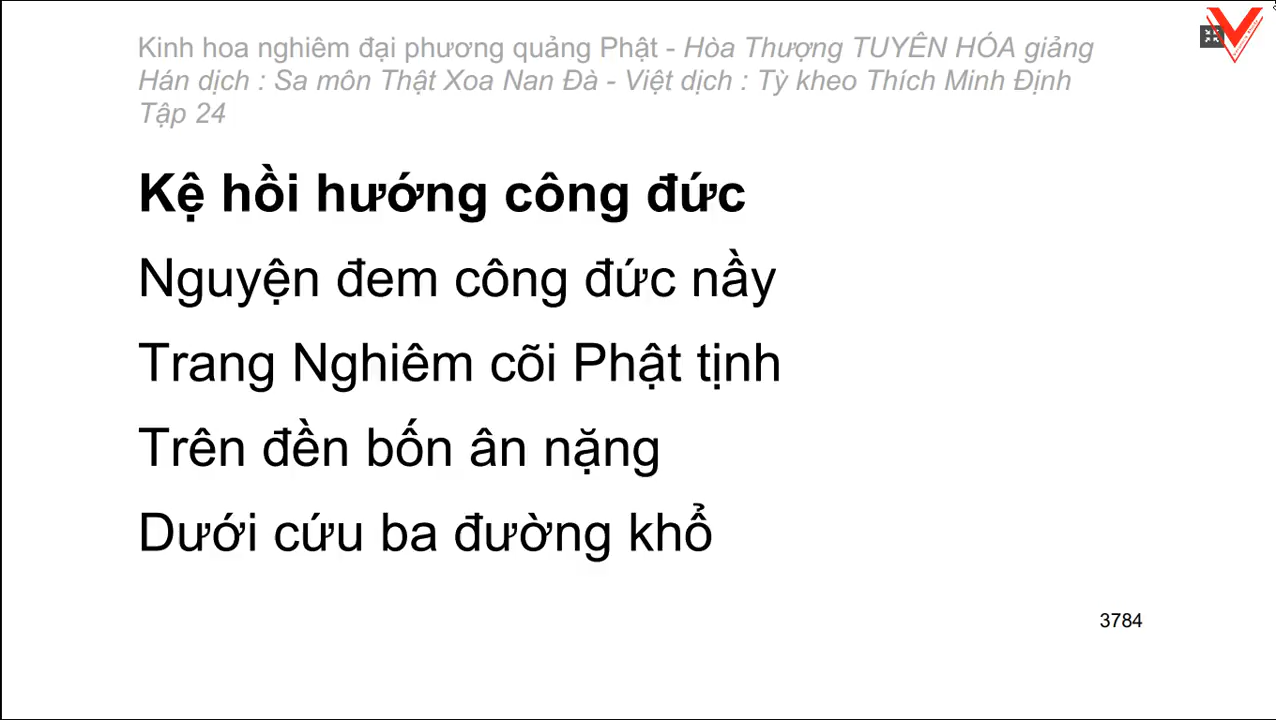 Kinh hoa nghiêm đại phương quảng Phật - Hòa Thượng TUYÊN HÓA giảng
Hán dịch : Sa môn Thật Xoa Nan Đà - Việt dịch : Tỳ kheo Thích Minh Định
Tập 24
Kệ hồi hướng công đức
Nguyện đem công đức nầy
Trang Nghiêm cõi Phật tịnh
Trên đền bốn ân nặng
Dưới cứu ba đường khổ
3784